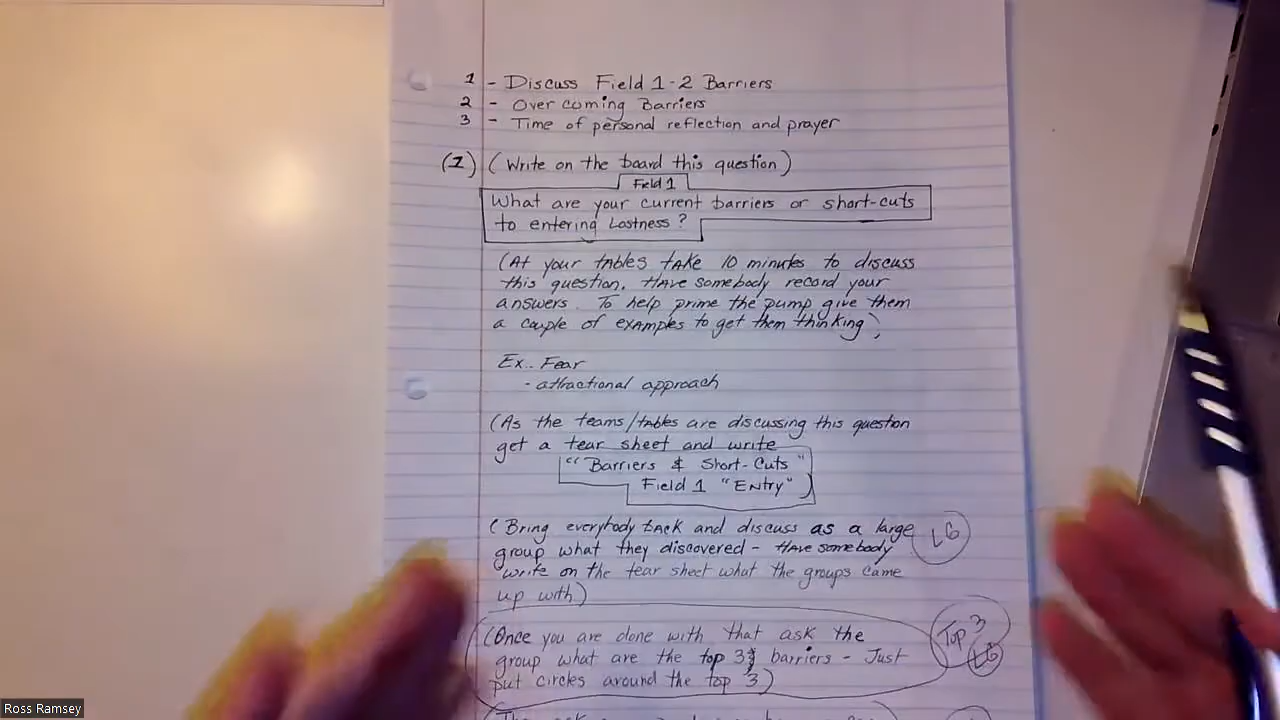 1 - Discuss Field 1-2 Barriers
2 - Over coming Barriers
3 - Time of personal reflection and prayer
(1) (Write on the board this question)
Field 1
What are your current barriers or short-cuts
to entering Lostness?
(At your tables take 10 minutes to discuss
this question. Have somebody record your
answers. To help prime the pump give them
a couple of examples to get them thinking)
Ex.. Fear
- attractional approach
(As the teams/tables are discussing this question
get a tear sheet and write
"Barriers & Short-Cuts"
Field 1 "Entry")
(Bring everybody back and discuss as a large
group what they discovered - Have somebody
write on the tear sheet what the groups came
up with)
LG
(Once you are done with that ask the
group what are the top 3 barriers - Just
put circles around the top 3)
Top 3
LG
Ross Ramsey